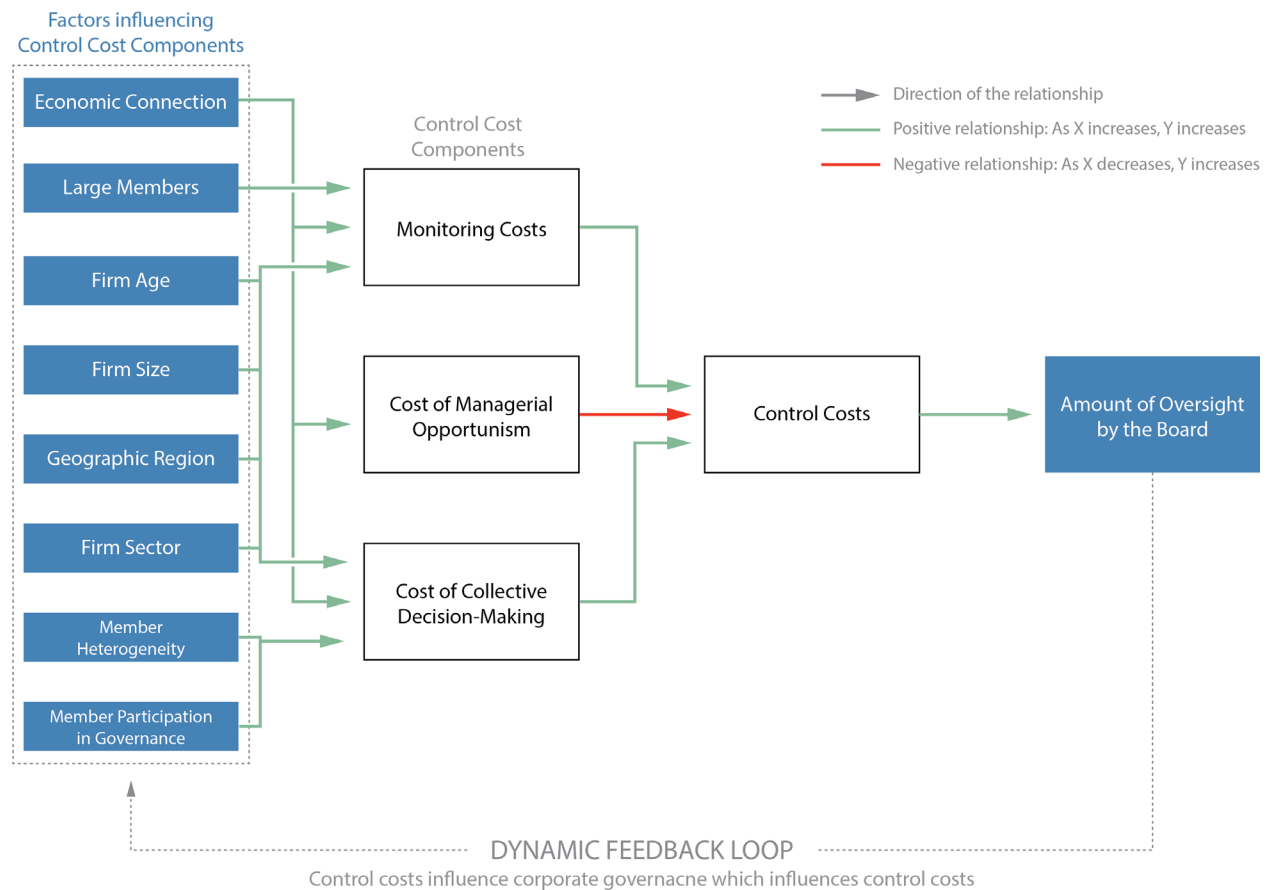 Factors influencing
Control Cost Components
Economic Connection
Large Members
Firm Age
Firm Size
Geographic Region
Firm Sector
Member
Heterogeneity
Member Participation
in Governance
Control Cost
Components
Monitoring Costs
Cost of Managerial
Opportunism
Cost of Collective
Decision-Making
Control Costs
Amount of Oversight
by the Board
Direction of the relationship
Positive relationship: As X increases, Y increases
Negative relationship: As X decreases, Y increases
DYNAMIC FEEDBACK LOOP
Control costs influence corporate governacne which influences control costs